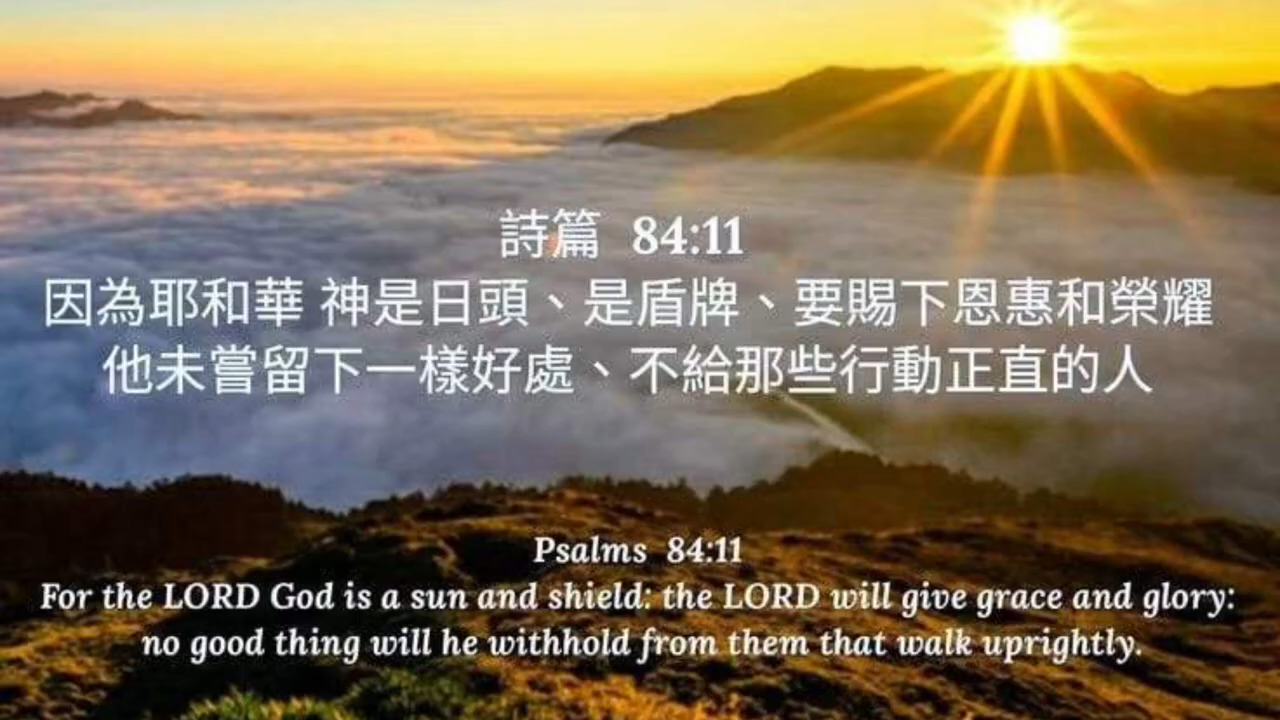 詩篇 84:11
因為耶和華 神是日頭、是盾牌、要賜下恩惠和榮耀
他未嘗留下一樣好處、不給那些行動正直的人
Psalms 84:11
For the LORD God is a sun and shield: the LORD will give grace and glory:
no good thing will he withhold from them that walk uprightly.